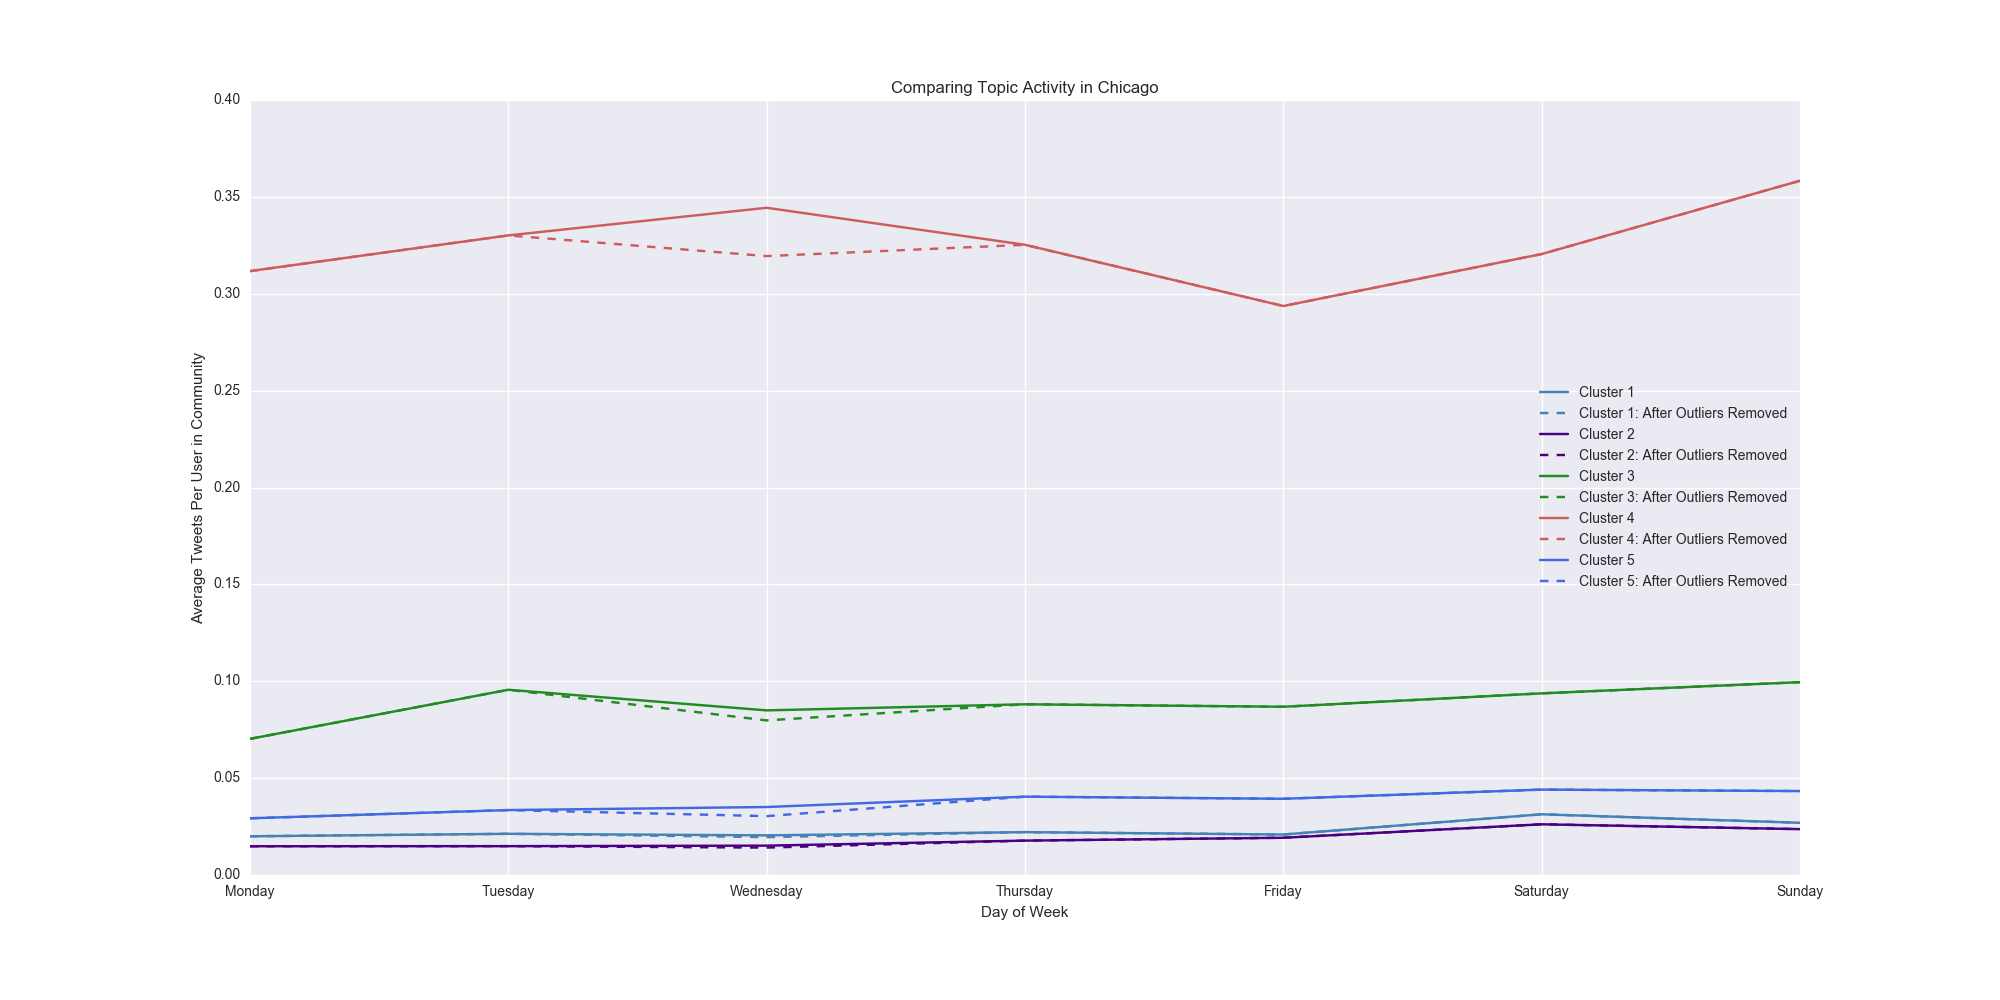 Comparing Topic Activity in Chicago
0.40
0.35
0.30
0.25
0.20
0.15
0.10
0.05
0.00
Average Tweets Per User in Community
Cluster 1
Cluster 1: After Outliers Removed
Cluster 2
Cluster 2: After Outliers Removed
Cluster 3
Cluster 3: After Outliers Removed
Cluster 4
Cluster 4: After Outliers Removed
Cluster 5
Cluster 5: After Outliers Removed
Monday Tuesday Wednesday Thursday Friday Saturday Sunday
Day of Week